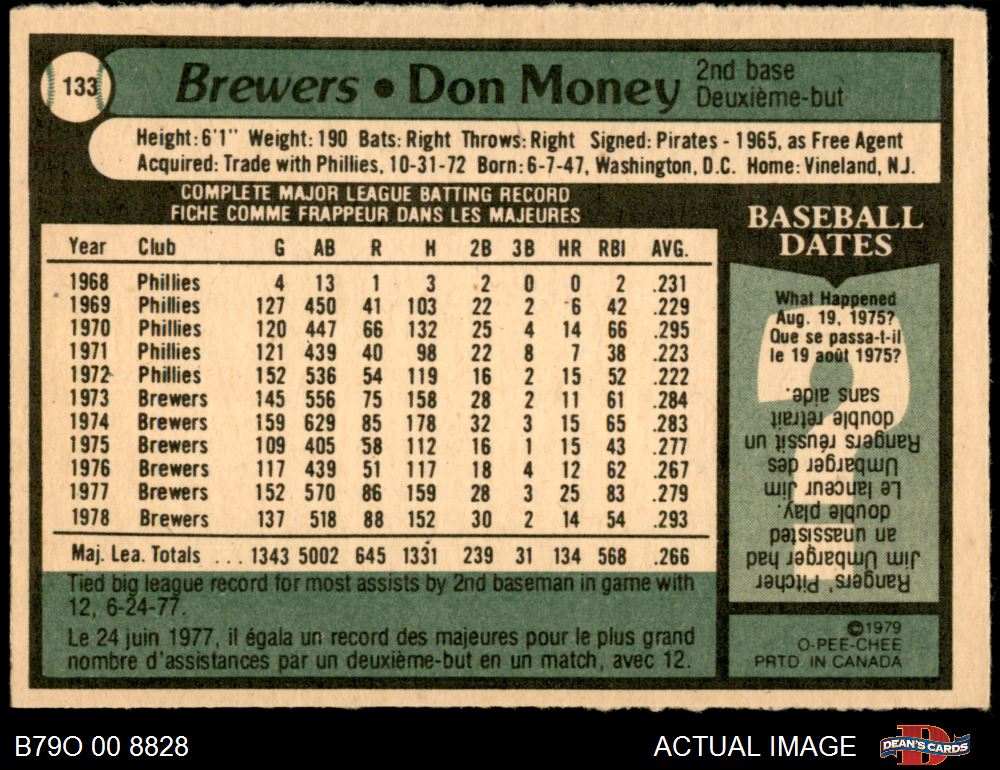 133
Brewers • Don Money
2nd base
Deuxième-but
Height: 6'1" Weight: 190 Bats: Right Throws: Right Signed: Pirates - 1965, as Free Agent
Acquired: Trade with Phillies, 10-31-72 Born: 6-7-47, Washington, D.C. Home: Vineland, N.J.
COMPLETE MAJOR LEAGUE BATTING RECORD
FICHE COMME FRAPPEUR DANS LES MAJEURES
Year Club G AB R H 2B 3B HR RBI AVG.
1968 Phillies 4 13 1 3 2 0 0 2 .231
1969 Phillies 127 450 41 103 22 2 6 42 .229
1970 Phillies 120 447 66 132 25 4 14 66 .295
1971 Phillies 121 439 40 98 22 8 7 38 .223
1972 Phillies 152 536 54 119 16 2 15 52 .222
1973 Brewers 145 556 75 158 28 2 11 61 .284
1974 Brewers 159 629 85 178 32 3 15 65 .283
1975 Brewers 109 405 58 112 16 1 15 43 .277
1976 Brewers 117 439 51 117 18 4 12 62 .267
1977 Brewers 152 570 86 159 28 3 25 83 .279
1978 Brewers 137 518 88 152 30 2 14 54 .293
Maj. Lea. Totals ... 1343 5002 645 1331 239 31 134 568 .266
Tied big league record for most assists by 2nd baseman in game with
12, 6-24-77.
Le 24 juin 1977, il égala un record des majeures pour le plus grand
nombre d'assistances par un deuxième-but en un match, avec 12.
BASEBALL
DATES
What Happened
Aug. 19, 1975?
Que se passa-t-il
le 19 août 1975?
Rangers' Pitcher
Jim Umbarger had
an unassisted
double play.
Le lanceur Jim
Umbarger des
Rangers réussit un
double retrait
sans aide.
©1979
O-PEE-CHEE
PRTD. IN CANADA
B79O 00 8828
ACTUAL IMAGE
D
DEAN'S CARDS